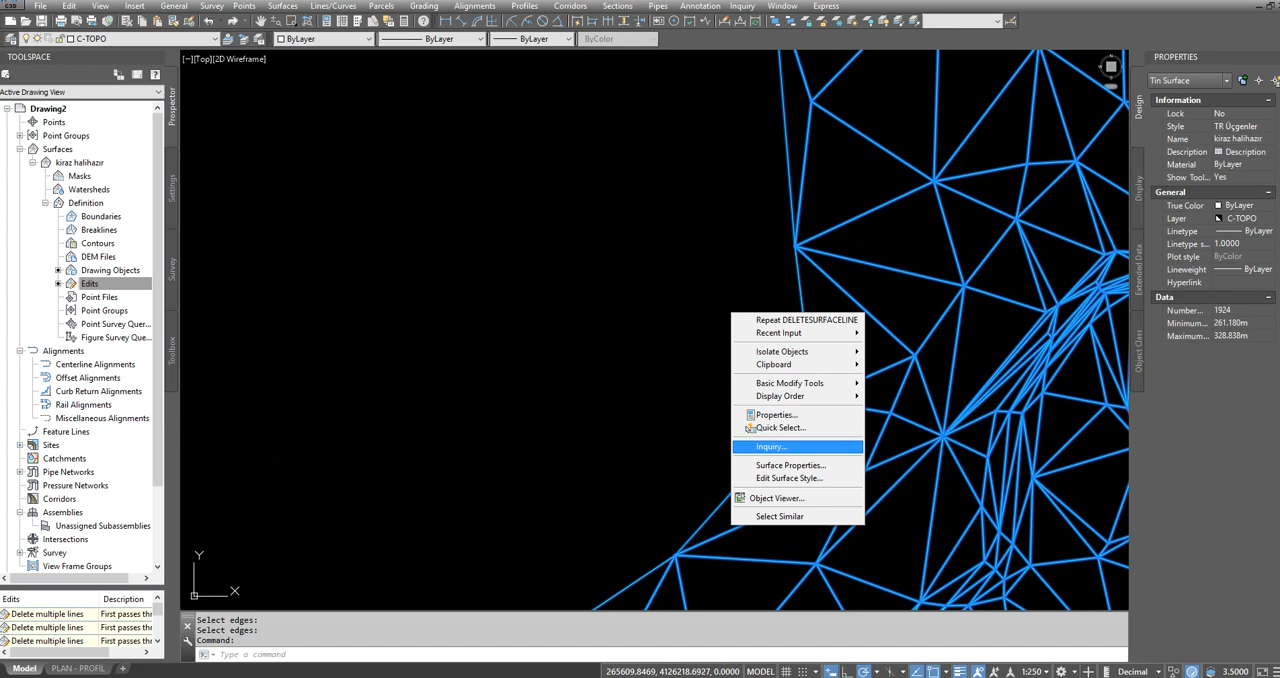 File Edit View Insert General Survey Points Surfaces Lines/Curves Parcels Grading Alignments Profiles Corridors Sections Pipes Annotation Inquiry Window Express
C3D
C-TOPO ByLayer ByLayer ByLayer ByColor
TOOLSPACE
Active Drawing View
Drawing2
Points
Point Groups
Surfaces
kiraz halihazır
Masks
Watersheds
Definition
Boundaries
Breaklines
Contours
DEM Files
Drawing Objects
Edits
Point Files
Point Groups
Point Survey Quer...
Figure Survey Que...
Alignments
Centerline Alignments
Offset Alignments
Curb Return Alignments
Rail Alignments
Miscellaneous Alignments
Feature Lines
Sites
Catchments
Pipe Networks
Pressure Networks
Corridors
Assemblies
Unassigned Subassemblies
Intersections
Survey
View Frame Groups
Edits Description
Delete multiple lines First passes thr
Delete multiple lines First passes thr
Delete multiple lines First passes thr
Prospector
Settings
Survey
Toolbox
[−][Top][2D Wireframe]
Repeat DELETESURFACELINE
Recent Input
Isolate Objects
Clipboard
Basic Modify Tools
Display Order
Properties...
Quick Select...
Inquiry...
Surface Properties...
Edit Surface Style...
Object Viewer...
Select Similar
Y
X
Select edges:
Select edges:
Command:
Type a command
PROPERTIES
Tin Surface
Design
Display
Extended Data
Object Class
Information
Lock No
Style TR Üçgenler
Name kiraz halihazır
Description Description
Material ByLayer
Show Tool... Yes
General
True Color ByLayer
Layer C-TOPO
Linetype ByLayer
Linetype s... 1.0000
Plot style ByColor
Lineweight ByLayer
Hyperlink
Data
Number... 1924
Minimum... 261.180m
Maximum... 328.838m
Model PLAN - PROFİL +
265609.8469, 4126218.6927, 0.0000 MODEL 1:250 Decimal 3.5000